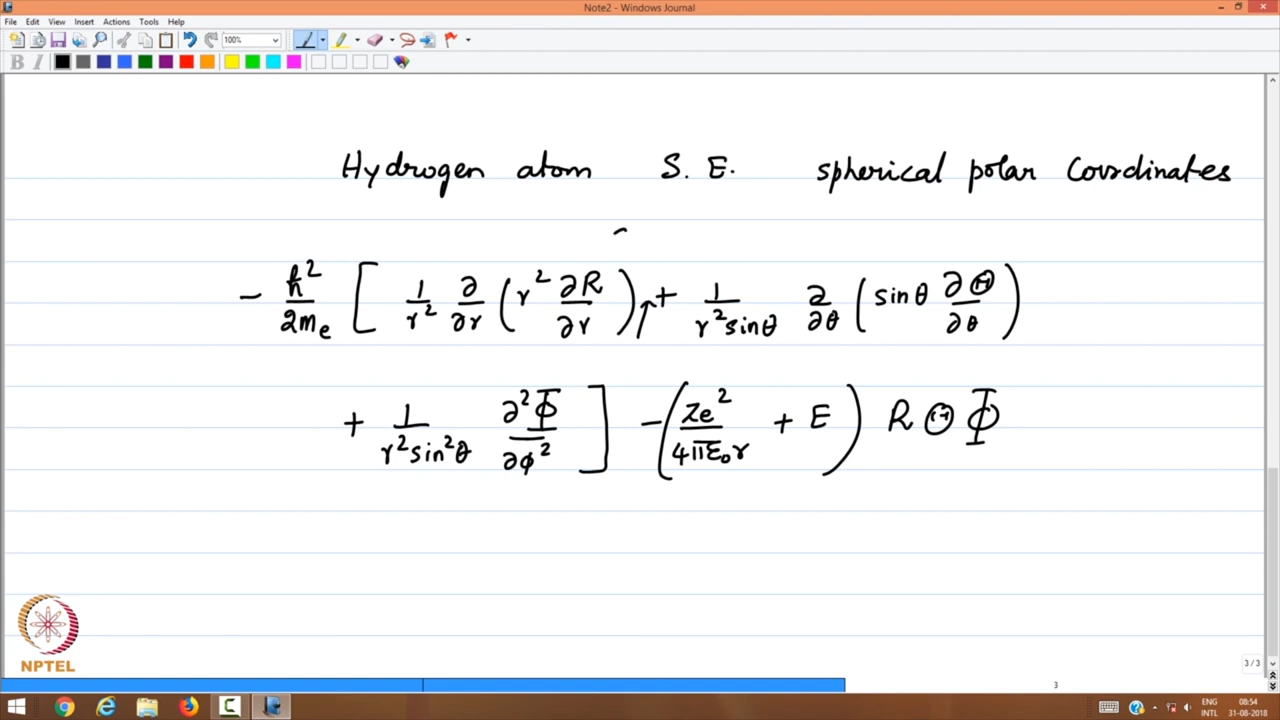 Note2 - Windows Journal
File Edit View Insert Actions Tools Help
100%
B I
Hydrogen atom S. E. spherical polar Coordinates
- ħ²/2mₑ [ 1/r² ∂/∂r (r² ∂R/∂r) + 1/r² sinθ ∂/∂θ (sinθ ∂Θ/∂θ)
+ 1/r² sin²θ ∂²Φ/∂φ² ] - (Ze²/4πε₀r + E) R Θ Φ
NPTEL
3/3
3
ENG 08:54
INTL 31-08-2018